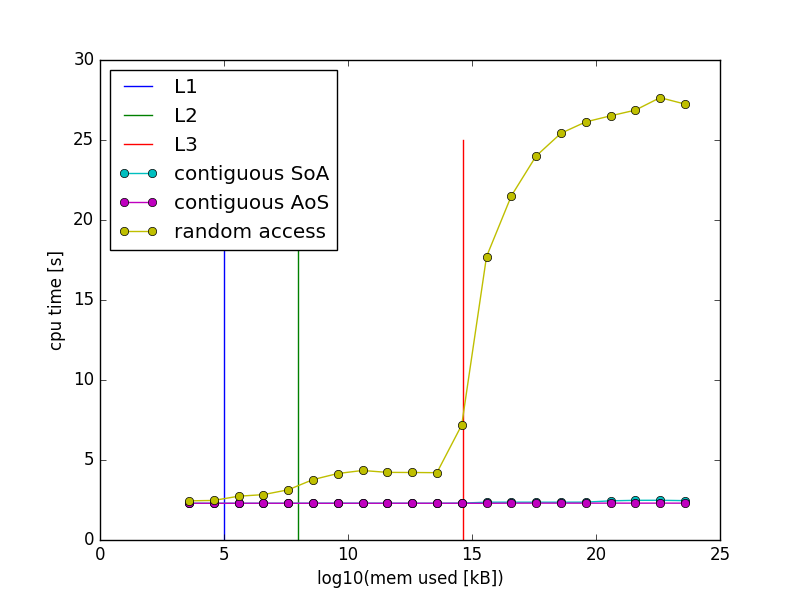 30
25
20
15
10
5
0
cpu time [s]
L1
L2
L3
contiguous SoA
contiguous AoS
random access
0 5 10 15 20 25
log10(mem used [kB])